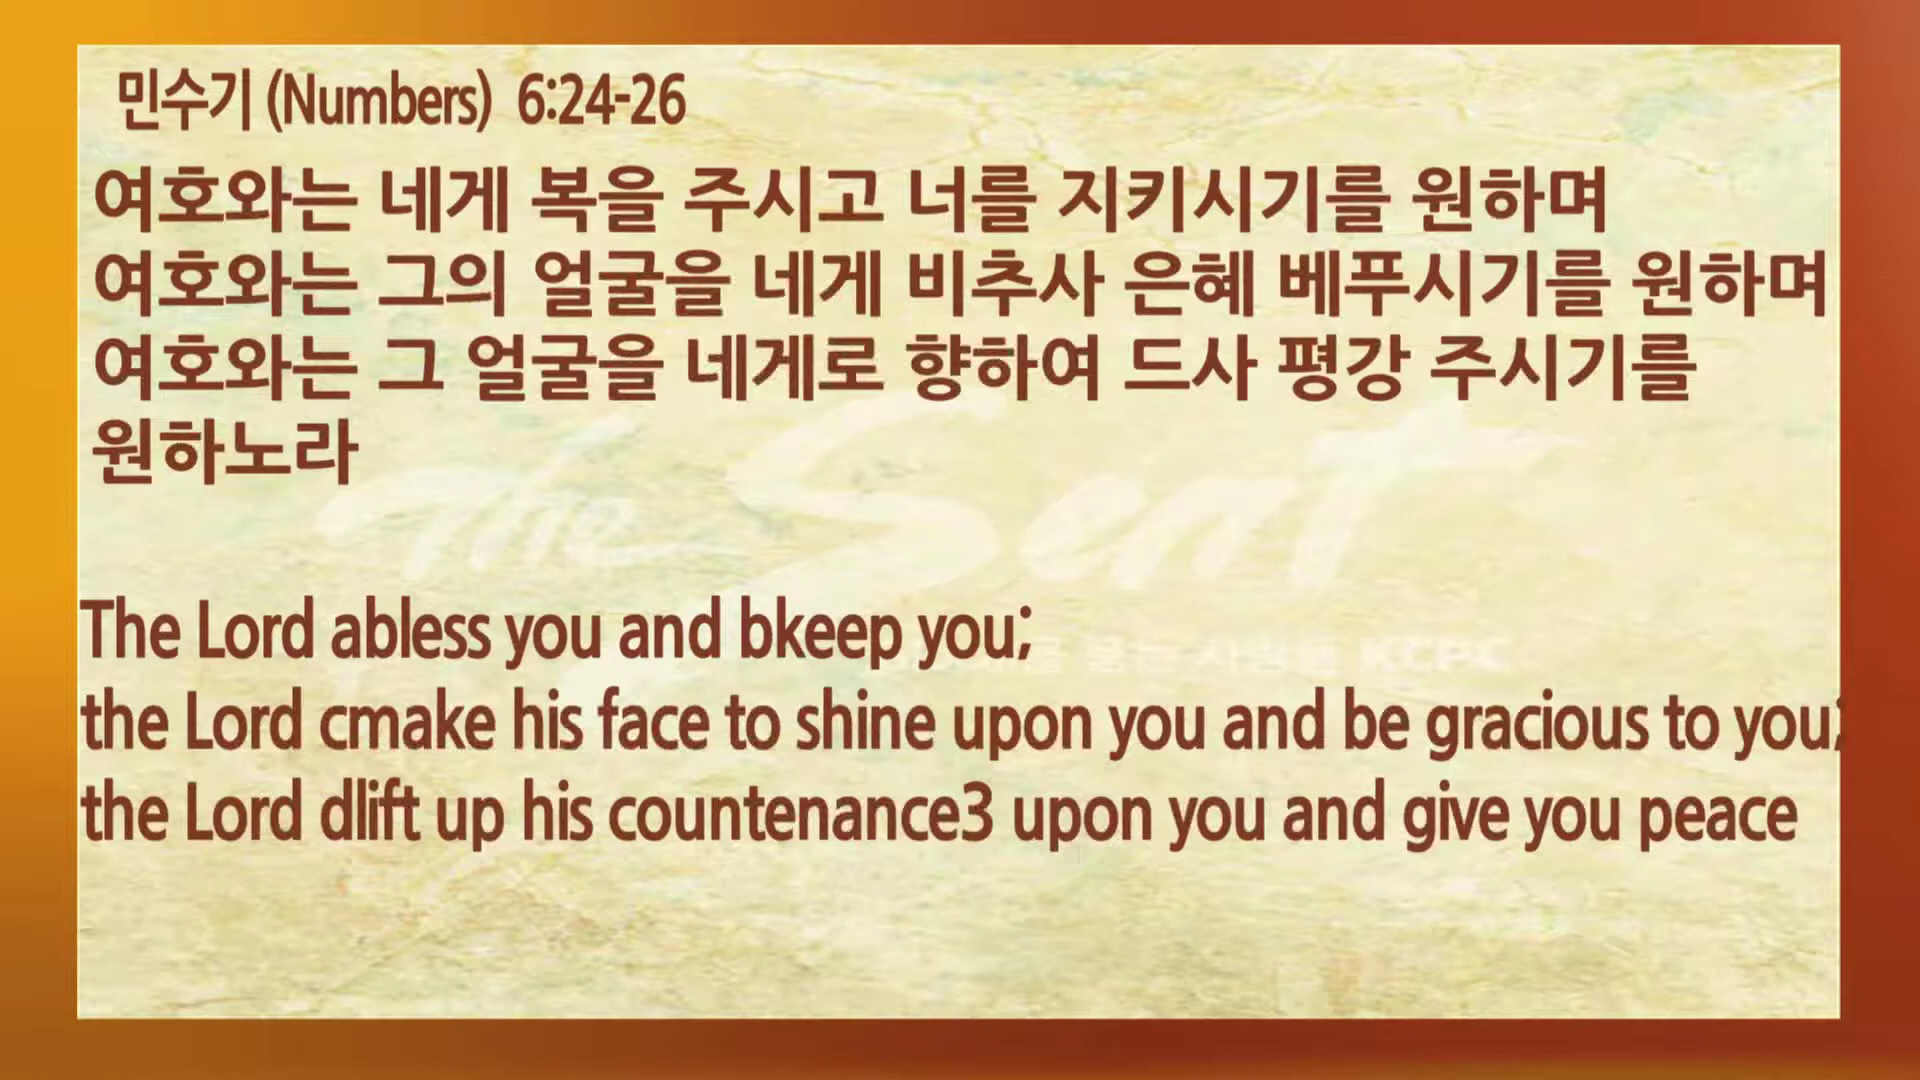 민수기 (Numbers) 6:24-26
여호와는 네게 복을 주시고 너를 지키시기를 원하며
여호와는 그의 얼굴을 네게 비추사 은혜 베푸시기를 원하며
여호와는 그 얼굴을 네게로 향하여 드사 평강 주시기를
원하노라
The Sent
The Lord abless you and bkeep you;
KCPC
the Lord cmake his face to shine upon you and be gracious to you;
the Lord dlift up his countenance3 upon you and give you peace